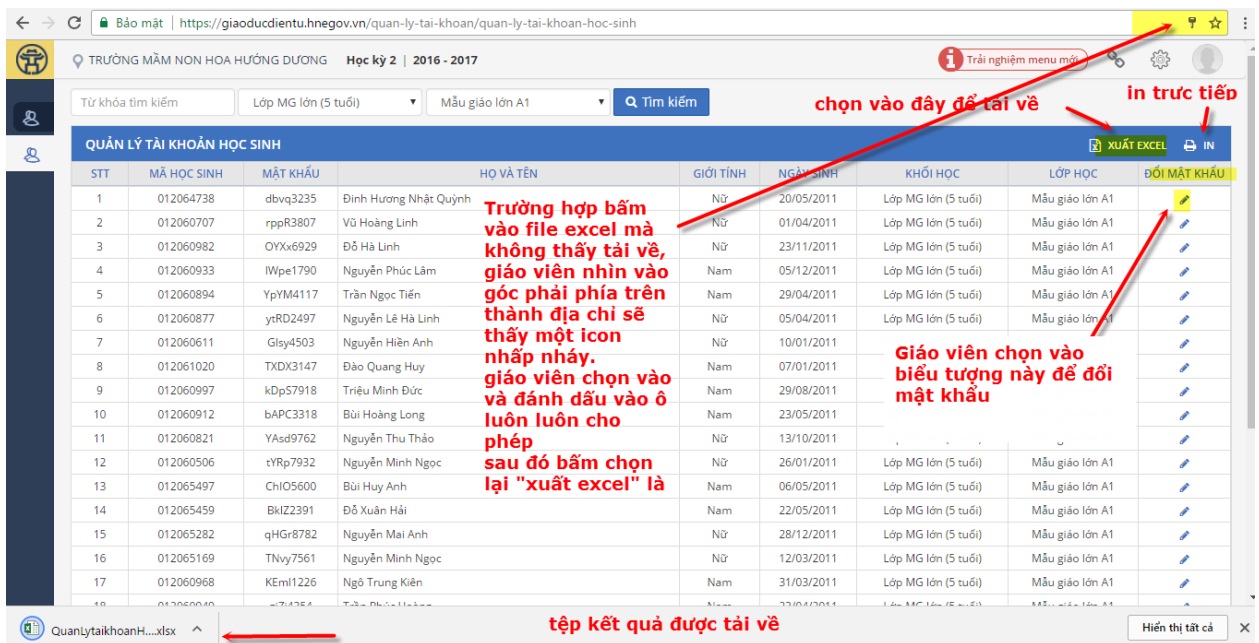 Bảo mật | https://giaoducdientu.hnegov.vn/quan-ly-tai-khoan/quan-ly-tai-khoan-hoc-sinh
TRƯỜNG MẦM NON HOA HƯỚNG DƯƠNG Học kỳ 2 | 2016 - 2017 Trải nghiệm menu mới
Từ khóa tìm kiếm Lớp MG lớn (5 tuổi) Mẫu giáo lớn A1 Tìm kiếm
chọn vào đây để tải về
in trực tiếp
QUẢN LÝ TÀI KHOẢN HỌC SINH XUẤT EXCEL IN
STT MÃ HỌC SINH MẬT KHẨU HỌ VÀ TÊN GIỚI TÍNH NGÀY SINH KHỐI HỌC LỚP HỌC ĐỔI MẬT KHẨU
1 012064738 dbvq3235 Đinh Hương Nhật Quỳnh Nữ 20/05/2011 Lớp MG lớn (5 tuổi) Mẫu giáo lớn A1
2 012060707 rppR3807 Vũ Hoàng Linh Nữ 01/04/2011 Lớp MG lớn (5 tuổi) Mẫu giáo lớn A1
3 012060982 OYXx6929 Đỗ Hà Linh Nữ 23/11/2011 Lớp MG lớn (5 tuổi) Mẫu giáo lớn A1
4 012060933 IWpe1790 Nguyễn Phúc Lâm Nam 05/12/2011 Lớp MG lớn (5 tuổi) Mẫu giáo lớn A1
5 012060894 YpYM4117 Trần Ngọc Tiến Nam 29/04/2011 Lớp MG lớn (5 tuổi) Mẫu giáo lớn A1
6 012060877 ytRD2497 Nguyễn Lê Hà Linh Nữ 05/04/2011 Lớp MG lớn (5 tuổi) Mẫu giáo lớn A1
7 012060611 GIsy4503 Nguyễn Hiền Anh Nữ 10/01/2011
8 012061020 TXDX3147 Đào Quang Huy Nam 07/01/2011
9 012060997 kDpS7918 Triệu Minh Đức Nam 29/08/2011
10 012060912 bAPC3318 Bùi Hoàng Long Nam 23/05/2011
11 012060821 YAsd9762 Nguyễn Thu Thảo Nữ 13/10/2011
12 012060506 tYRp7932 Nguyễn Minh Ngọc Nữ 26/01/2011 Lớp MG lớn (5 tuổi) Mẫu giáo lớn A1
13 012065497 ChIO5600 Bùi Huy Anh Nam 06/05/2011 Lớp MG lớn (5 tuổi) Mẫu giáo lớn A1
14 012065459 BkIZ2391 Đỗ Xuân Hải Nam 22/05/2011 Lớp MG lớn (5 tuổi) Mẫu giáo lớn A1
15 012065282 qHGr8782 Nguyễn Mai Anh Nữ 28/12/2011 Lớp MG lớn (5 tuổi) Mẫu giáo lớn A1
16 012065169 TNvy7561 Nguyễn Minh Ngọc Nữ 12/03/2011 Lớp MG lớn (5 tuổi) Mẫu giáo lớn A1
17 012060968 KEmI1226 Ngô Trung Kiên Nam 31/03/2011 Lớp MG lớn (5 tuổi) Mẫu giáo lớn A1
Trường hợp bấm
vào file excel mà
không thấy tải về,
giáo viên nhìn vào
góc phải phía trên
thành địa chỉ sẽ
thấy một icon
nhấp nháy.
giáo viên chọn vào
và đánh dấu vào ô
luôn luôn cho
phép
sau đó bấm chọn
lại "xuất excel" là
Giáo viên chọn vào
biểu tượng này để đổi
mật khẩu
QuanLytaikhoanH....xlsx
tệp kết quả được tải về
Hiển thị tất cả